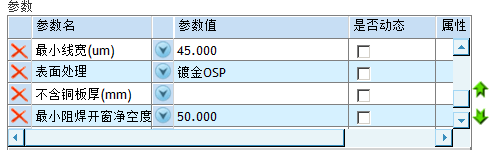 参数
参数名 参数值 是否动态 属性
最小线宽(um) 45.000
表面处理 镀金OSP
不含铜板厚(mm)
最小阻焊开窗净空度 50.000